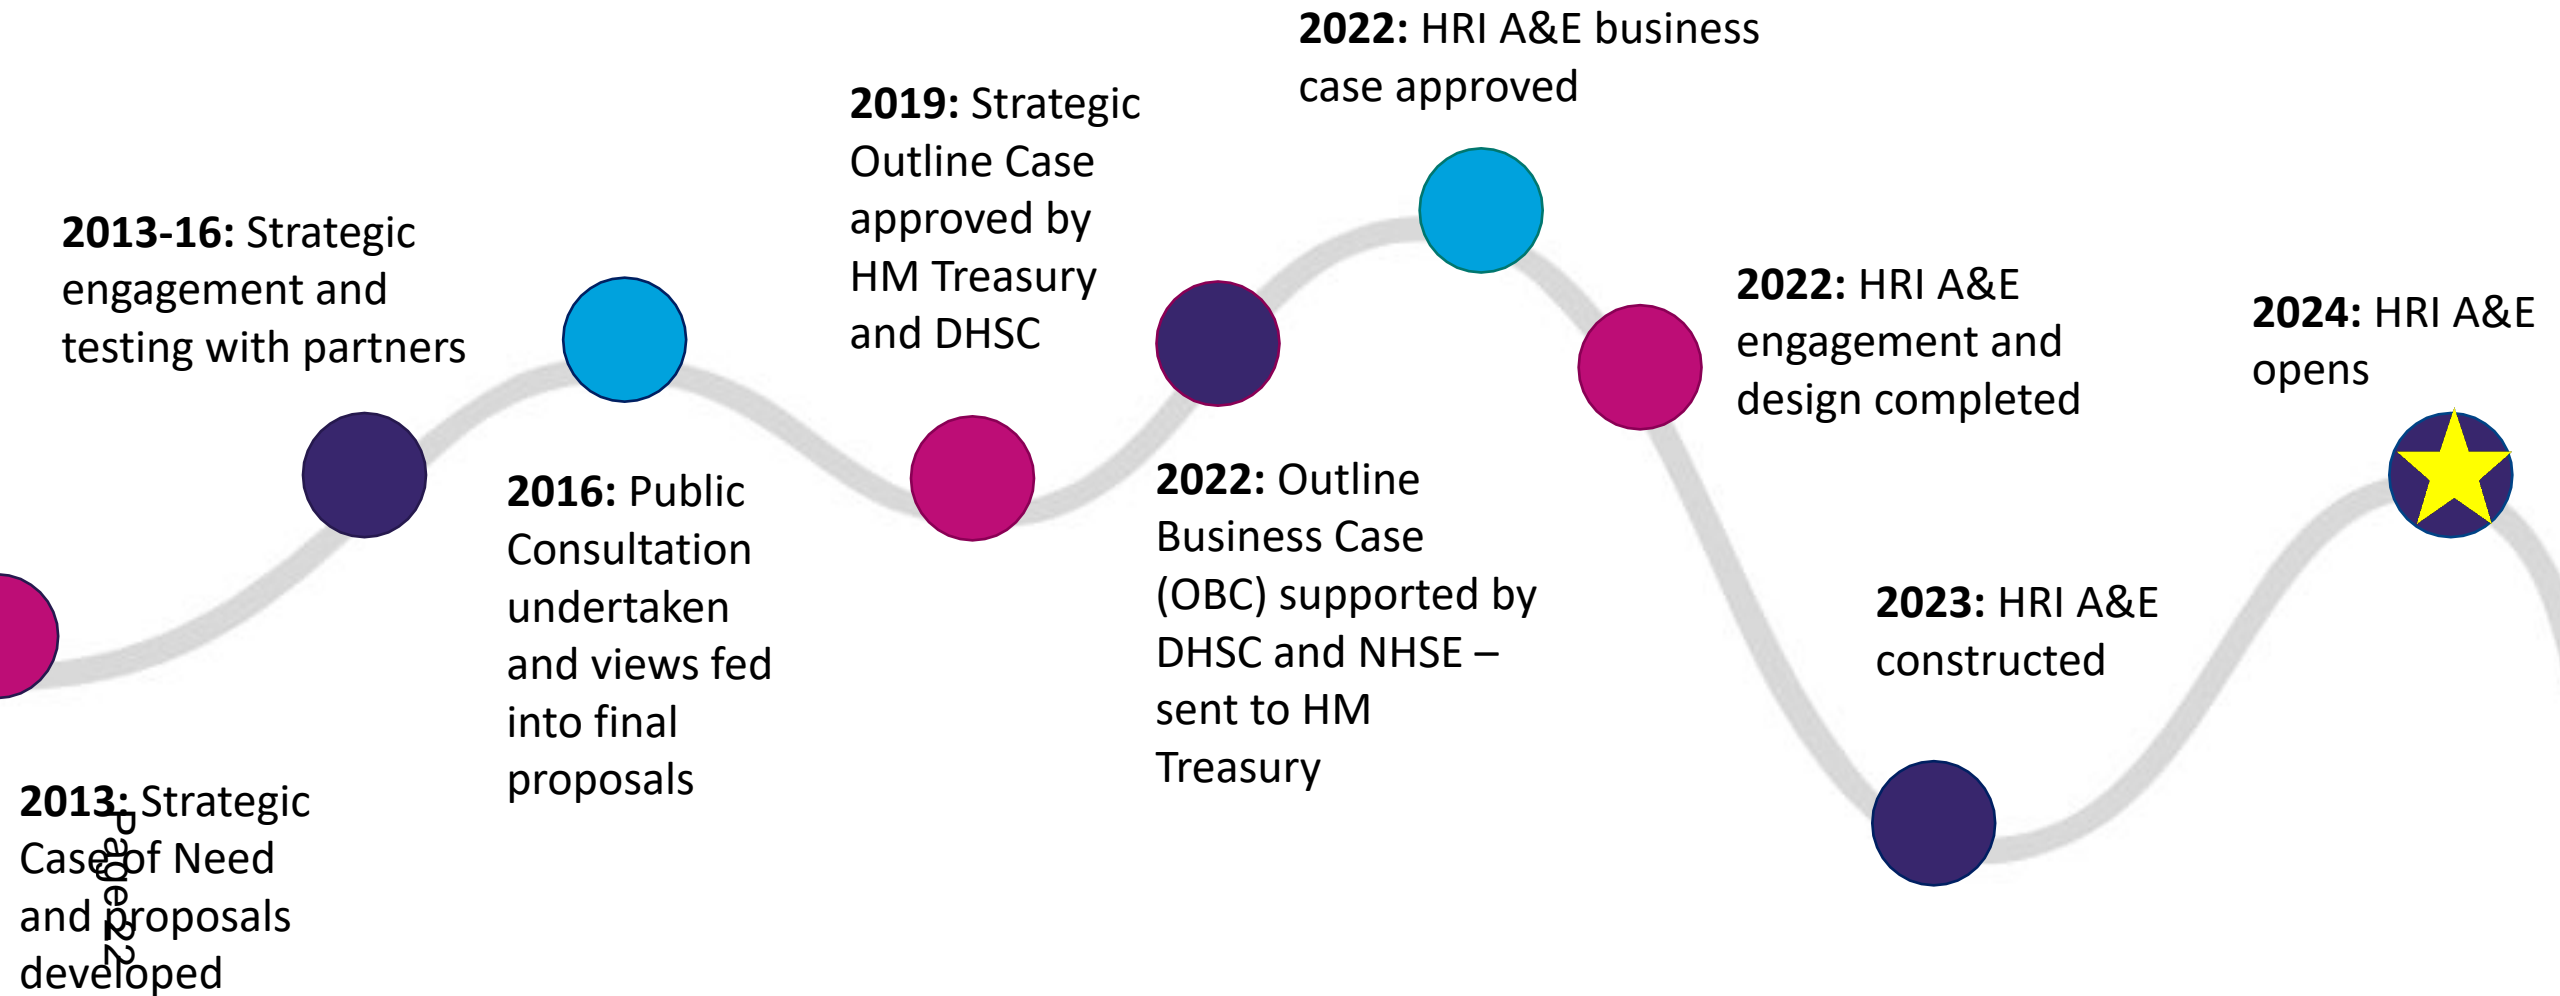 2013: Strategic
Case of Need
and proposals
developed
Page 22
2013-16: Strategic
engagement and
testing with partners
2016: Public
Consultation
undertaken
and views fed
into final
proposals
2019: Strategic
Outline Case
approved by
HM Treasury
and DHSC
2022: Outline
Business Case
(OBC) supported by
DHSC and NHSE –
sent to HM
Treasury
2022: HRI A&E business
case approved
2022: HRI A&E
engagement and
design completed
2023: HRI A&E
constructed
2024: HRI A&E
opens